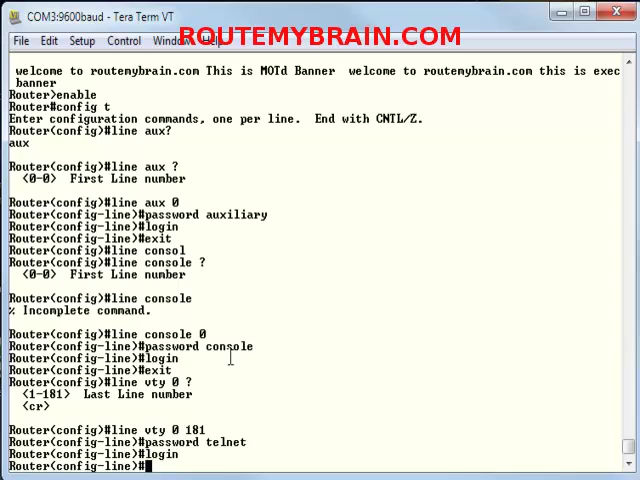 COM3:9600baud - Tera Term VT
File Edit Setup Control Window Help
ROUTEMYBRAIN.COM
welcome to routemybrain.com This is MOTd Banner  welcome to routemybrain.com this is exec
banner
Router>enable
Router#config t
Enter configuration commands, one per line.  End with CNTL/Z.
Router(config)#line aux?
aux
Router(config)#line aux ?
<0-0>  First Line number
Router(config)#line aux 0
Router(config-line)#password auxiliary
Router(config-line)#login
Router(config-line)#exit
Router(config)#line consol
Router(config)#line console ?
<0-0>  First Line number
Router(config)#line console
% Incomplete command.
Router(config)#line console 0
Router(config-line)#password console
Router(config-line)#login
Router(config-line)#exit
Router(config)#line vty 0 ?
<1-181>  Last Line number
<cr>
Router(config)#line vty 0 181
Router(config-line)#password telnet
Router(config-line)#login
Router(config-line)#